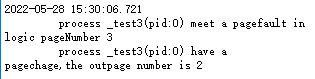 2022-05-28 15:30:06.721
process _test3(pid:0) meet a pagefault in
logic pageNumber 3
process _test3(pid:0) have a
pagechage,the outpage number is 2